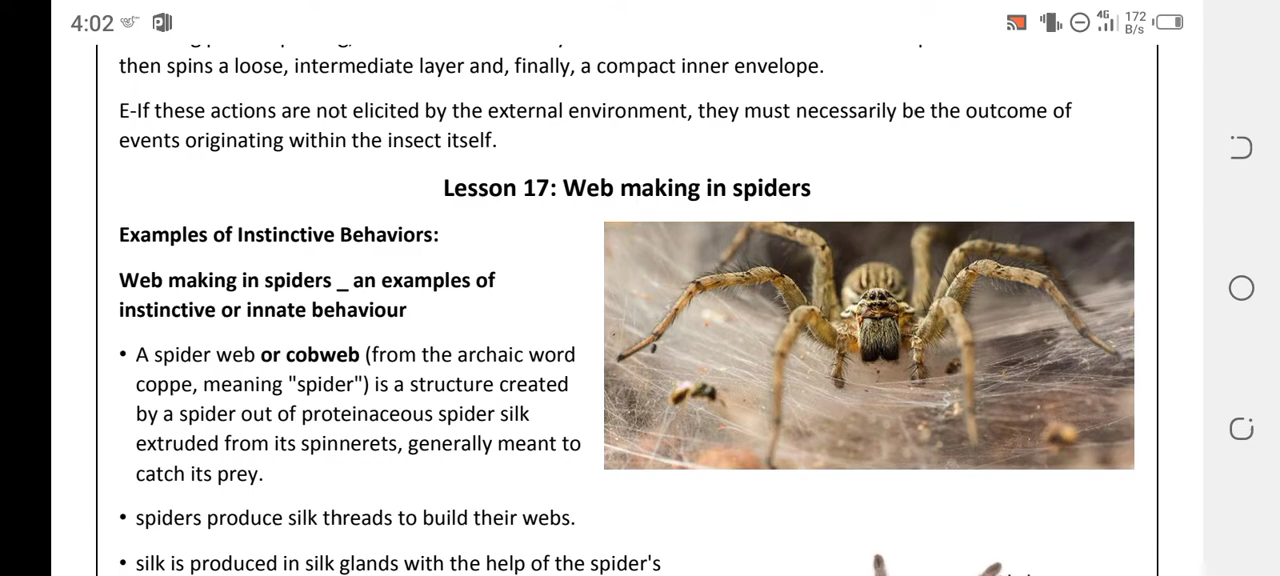 4:02
4G
172
B/s
then spins a loose, intermediate layer and, finally, a compact inner envelope.
E-If these actions are not elicited by the external environment, they must necessarily be the outcome of
events originating within the insect itself.
Lesson 17: Web making in spiders
Examples of Instinctive Behaviors:
Web making in spiders _ an examples of
instinctive or innate behaviour
• A spider web or cobweb (from the archaic word
coppe, meaning "spider") is a structure created
by a spider out of proteinaceous spider silk
extruded from its spinnerets, generally meant to
catch its prey.
• spiders produce silk threads to build their webs.
• silk is produced in silk glands with the help of the spider's